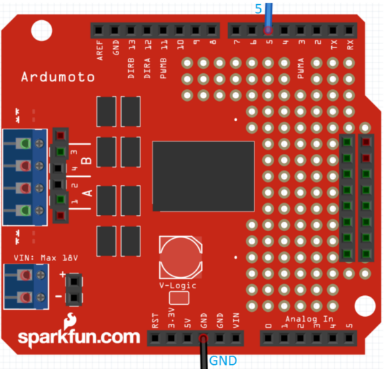 5
AREF GND 13 12 11 10 9 8 7 6 5 4 3 2 TX RX
DIRB DIRA PWMB PWMA
Ardumoto
3
B
4
2
A
1
VIN: Max 18V
+
-
V-Logic
sparkfun.com
RST 3.3V 5V GND GND VIN
Analog In
0 1 2 3 4 5
GND